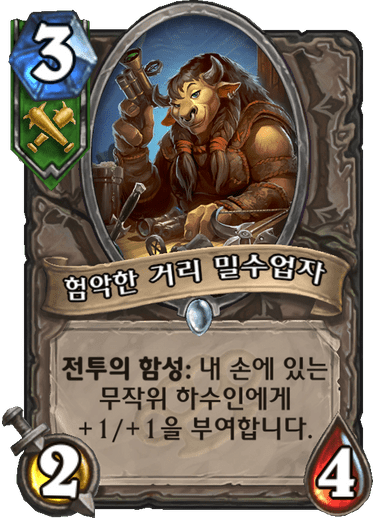 3
험악한 거리 밀수업자
전투의 함성: 내 손에 있는
무작위 하수인에게
+1/+1을 부여합니다.
2
4